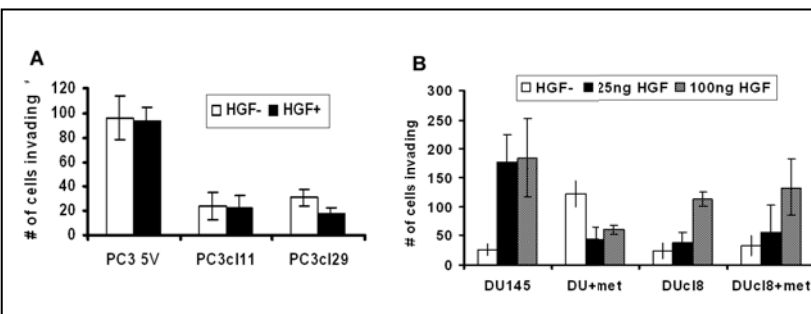 A
# of cells invading
HGF- HGF+
120
100
80
60
40
20
0
PC3 5V PC3cl11 PC3cl29
B
# of cells invading
HGF- 25ng HGF 100ng HGF
300
250
200
150
100
50
0
DU145 DU+met DUcl8 DUcl8+met